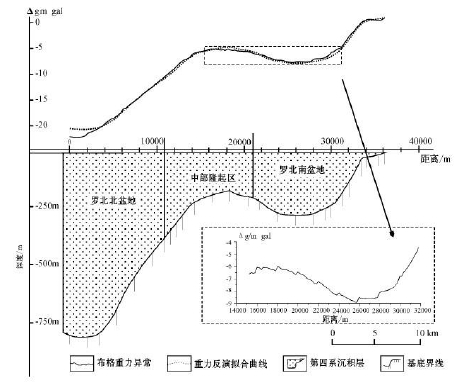 Δ gm gal
0
-5
-10
-15
-20
0
10000
20000
30000
40000
距离/m
罗北北盆地
中部隆起区
罗北南盆地
-250m
-500m
-750m
深度/m
Δ g/m gal
-4
-5
-6
-7
-8
-9
14000 16000 18000 20000 22000 24000 26000 28000 30000 32000
距离/m
0 5 10 km
布格重力异常
重力反演拟合曲线
第四系沉积层
基底界线